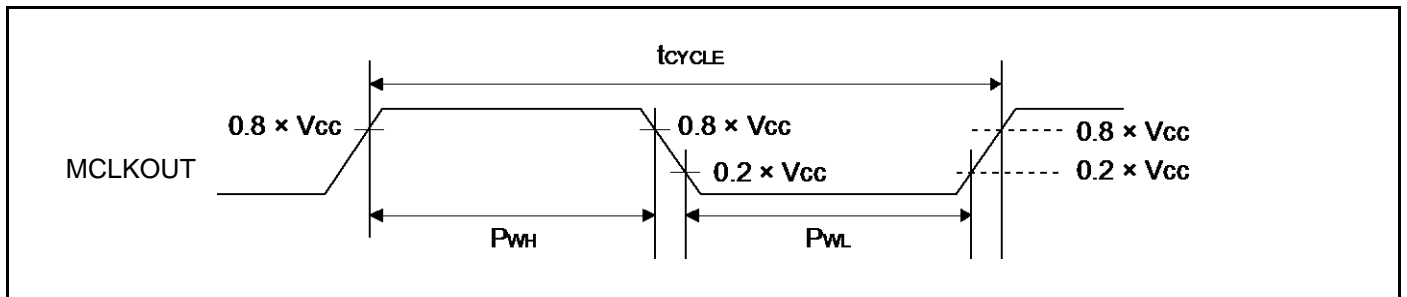 tCYCLE
0.8 × Vcc
0.8 × Vcc
0.8 × Vcc
MCLKOUT
0.2 × Vcc
0.2 × Vcc
PWH
PWL